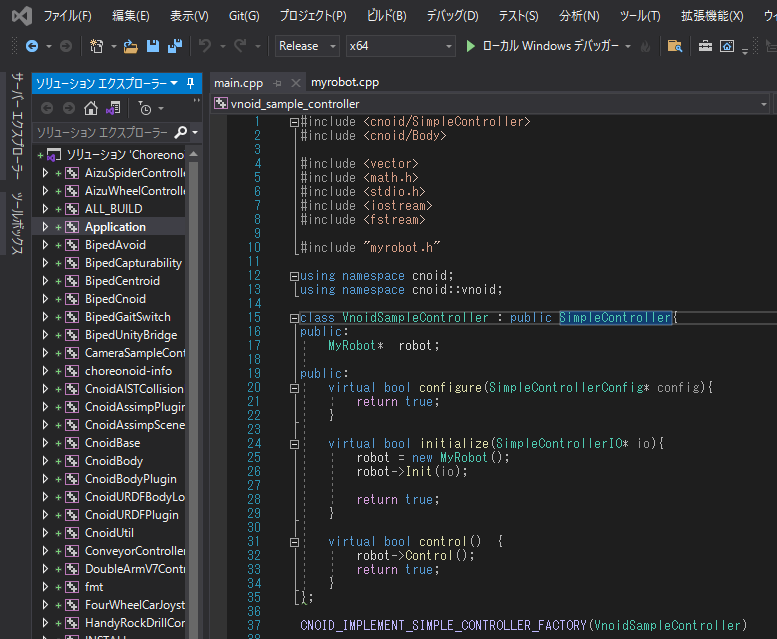 ファイル(F) 編集(E) 表示(V) Git(G) プロジェクト(P) ビルド(B) デバッグ(D) テスト(S) 分析(N) ツール(T) 拡張機能(X)
Release x64 ローカル Windows デバッガー
サーバー エクスプローラー
ツールボックス
ソリューション エクスプローラー
ソリューション エクスプローラー
ソリューション 'Choreono
AizuSpiderControlle
AizuWheelControlle
ALL_BUILD
Application
BipedAvoid
BipedCapturability
BipedCentroid
BipedCnoid
BipedGaitSwitch
BipedUnityBridge
CameraSampleCont
choreonoid-info
CnoidAISTCollision
CnoidAssimpPlugin
CnoidAssimpScene
CnoidBase
CnoidBody
CnoidBodyPlugin
CnoidURDFBodyLo
CnoidURDFPlugin
CnoidUtil
ConveyorController
DoubleArmV7Contr
fmt
FourWheelCarJoyst
HandyRockDrillCor
main.cpp myrobot.cpp
vnoid_sample_controller
1 #include <cnoid/SimpleController>
2 #include <cnoid/Body>
3
4 #include <vector>
5 #include <math.h>
6 #include <stdio.h>
7 #include <iostream>
8 #include <fstream>
9
10 #include "myrobot.h"
11
12 using namespace cnoid;
13 using namespace cnoid::vnoid;
14
15 class VnoidSampleController : public SimpleController{
16 public:
17 MyRobot* robot;
18
19 public:
20 virtual bool configure(SimpleControllerConfig* config){
21 return true;
22 }
23
24 virtual bool initialize(SimpleControllerIO* io){
25 robot = new MyRobot();
26 robot->Init(io);
27
28 return true;
29 }
30
31 virtual bool control() {
32 robot->Control();
33 return true;
34 }
35 };
36
37 CNOID_IMPLEMENT_SIMPLE_CONTROLLER_FACTORY(VnoidSampleController)